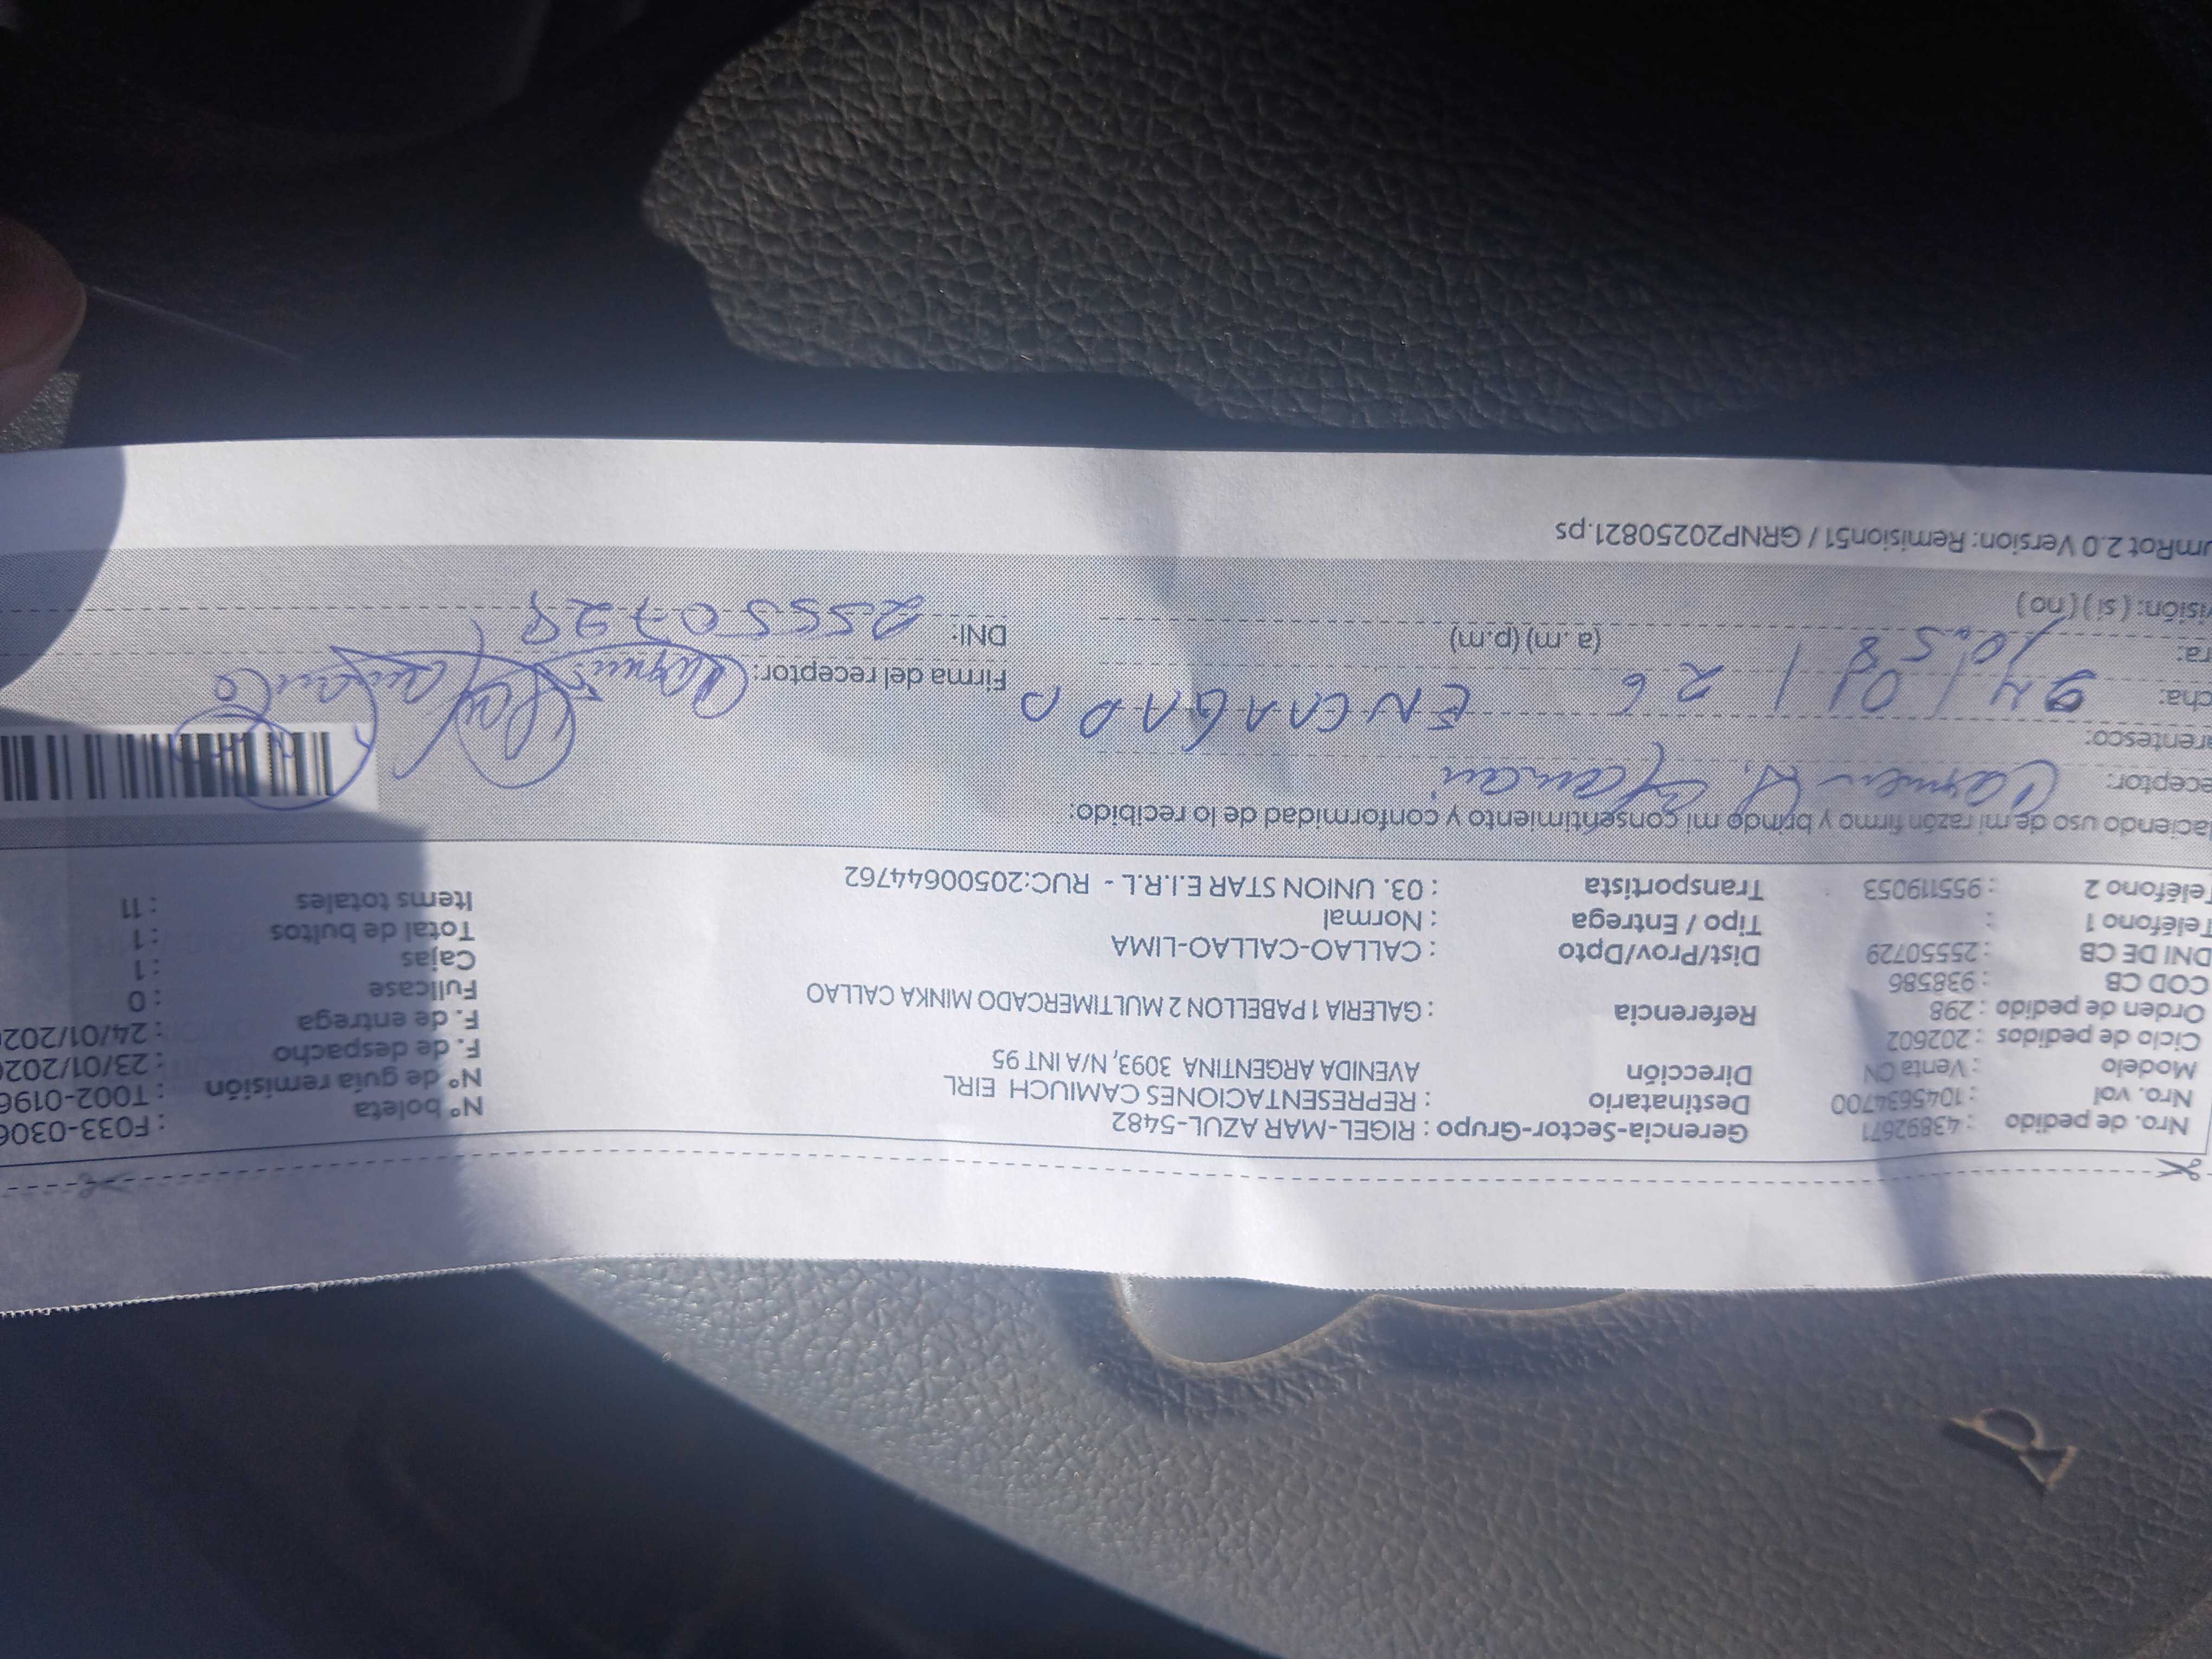 Nro. de pedido : 43892671 Gerencia-Sector-Grupo : RIGEL-MAR AZUL-5482 N° boleta : F033-0306
Nro. vol : 1045634700 Destinatario : REPRESENTACIONES CAMIUCH EIRL N° de guía remisión : T002-0196
Modelo : Venta CN Dirección AVENIDA ARGENTINA 3093, N/A INT 95 F. de despacho : 23/01/202
Ciclo de pedidos : 202602 F. de entrega : 24/01/202
Orden de pedido : 298 Referencia : GALERIA 1 PABELLON 2 MULTIMERCADO MINKA CALLAO Fullcase : 0
COD CB : 938586 Cajas : 1
DNI DE CB : 25550729 Dist/Prov/Dpto : CALLAO-CALLAO-LIMA Total de bultos : 1
Teléfono 1 : Tipo / Entrega : Normal Items totales : 11
Teléfono 2 : 955119053 Transportista : 03. UNION STAR E.I.R.L - RUC:20500644762
aciendo uso de mi razón firmo y brindo mi consentimiento y conformidad de lo recibido:
eceptor: Carmen
arentesco: ENCARGADO
cha: 24 / 01 / 26 Firma del receptor:
ra: 10:58 (a. m) (p.m) DNI: 25550729
isión: ( si ) ( no )
umRot 2.0 Version: Remision51 / GRNP20250821.ps